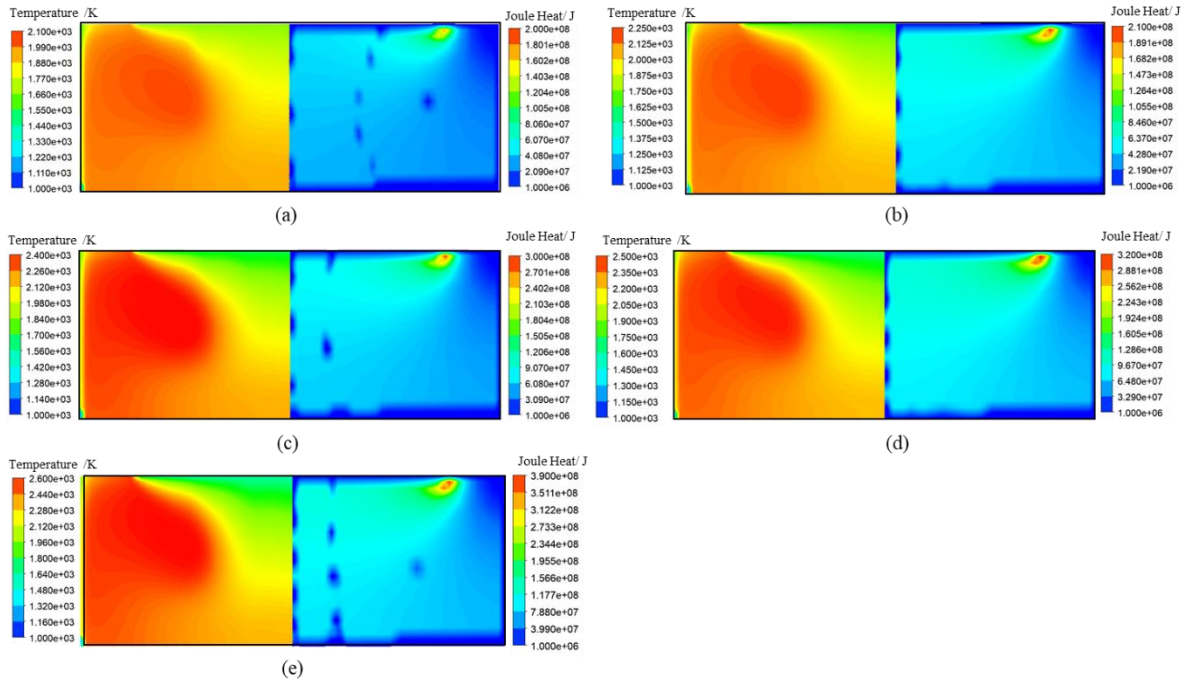 Temperature /K
2.100e+03
1.990e+03
1.880e+03
1.770e+03
1.660e+03
1.550e+03
1.440e+03
1.330e+03
1.220e+03
1.110e+03
1.000e+03
Joule Heat/ J
2.000e+08
1.801e+08
1.602e+08
1.403e+08
1.204e+08
1.005e+08
8.060e+07
6.070e+07
4.080e+07
2.090e+07
1.000e+06
(a)
Temperature /K
2.250e+03
2.125e+03
2.000e+03
1.875e+03
1.750e+03
1.625e+03
1.500e+03
1.375e+03
1.250e+03
1.125e+03
1.000e+03
Joule Heat/ J
2.100e+08
1.891e+08
1.682e+08
1.473e+08
1.264e+08
1.055e+08
8.460e+07
6.370e+07
4.280e+07
2.190e+07
1.000e+06
(b)
Temperature /K
2.400e+03
2.260e+03
2.120e+03
1.980e+03
1.840e+03
1.700e+03
1.560e+03
1.420e+03
1.280e+03
1.140e+03
1.000e+03
Joule Heat/ J
3.000e+08
2.701e+08
2.402e+08
2.103e+08
1.804e+08
1.505e+08
1.206e+08
9.070e+07
6.080e+07
3.090e+07
1.000e+06
(c)
Temperature /K
2.500e+03
2.350e+03
2.200e+03
2.050e+03
1.900e+03
1.750e+03
1.600e+03
1.450e+03
1.300e+03
1.150e+03
1.000e+03
Joule Heat/ J
3.200e+08
2.881e+08
2.562e+08
2.243e+08
1.924e+08
1.605e+08
1.286e+08
9.670e+07
6.480e+07
3.290e+07
1.000e+06
(d)
Temperature /K
2.600e+03
2.440e+03
2.280e+03
2.120e+03
1.960e+03
1.800e+03
1.640e+03
1.480e+03
1.320e+03
1.160e+03
1.000e+03
Joule Heat/ J
3.900e+08
3.511e+08
3.122e+08
2.733e+08
2.344e+08
1.955e+08
1.566e+08
1.177e+08
7.880e+07
3.990e+07
1.000e+06
(e)